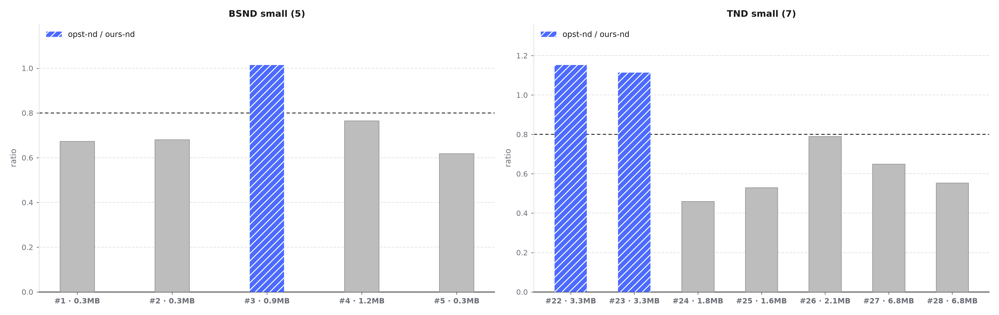 BSND small (5)
opst-nd / ours-nd
ratio
1.0
0.8
0.6
0.4
0.2
0.0
#1 · 0.3MB
#2 · 0.3MB
#3 · 0.9MB
#4 · 1.2MB
#5 · 0.3MB
TND small (7)
opst-nd / ours-nd
ratio
1.2
1.0
0.8
0.6
0.4
0.2
0.0
#22 · 3.3MB
#23 · 3.3MB
#24 · 1.8MB
#25 · 1.6MB
#26 · 2.1MB
#27 · 6.8MB
#28 · 6.8MB